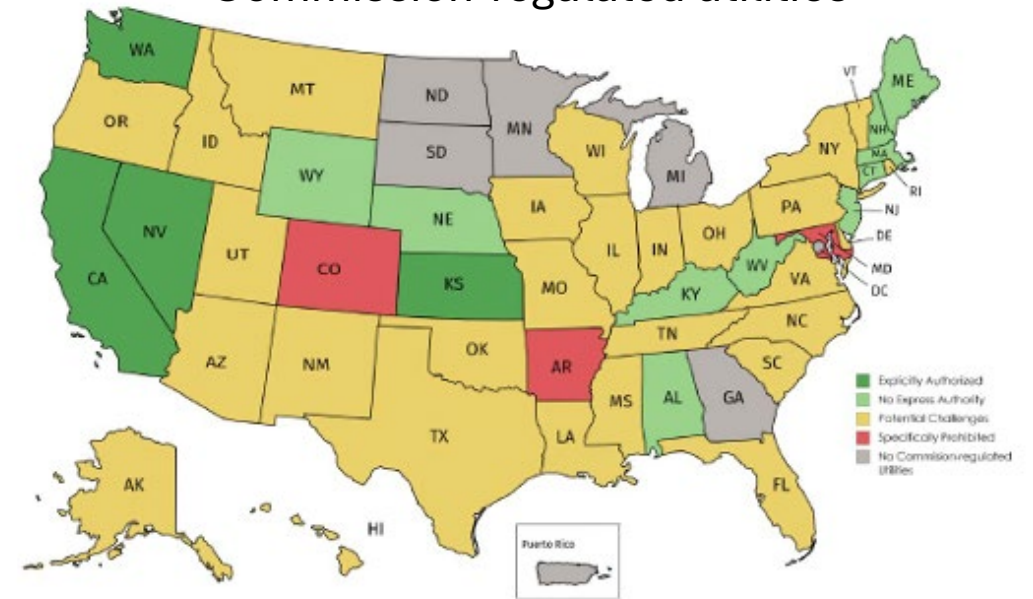 Commission-regulated utilities
WA
OR
ID
MT
ND
SD
MN
WI
MI
VT
ME
NH
MA
CT
RI
NY
NJ
PA
DE
MD
DC
WY
NE
IA
IL
IN
OH
WV
VA
KY
NV
UT
CO
KS
MO
CA
AZ
NM
OK
AR
TN
NC
SC
MS
AL
GA
TX
LA
FL
AK
HI
Puerto Rico
Explicitly Authorized
No Express Authority
Potential Challenges
Specifically Prohibited
No Commision-regulated
Utilities